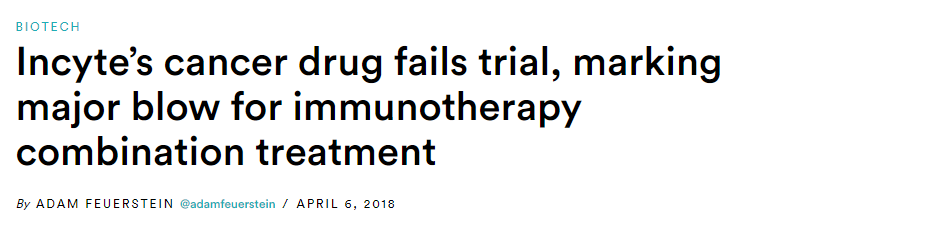 BIOTECH
Incyte’s cancer drug fails trial, marking
major blow for immunotherapy
combination treatment
By ADAM FEUERSTEIN @adamfeuerstein / APRIL 6, 2018